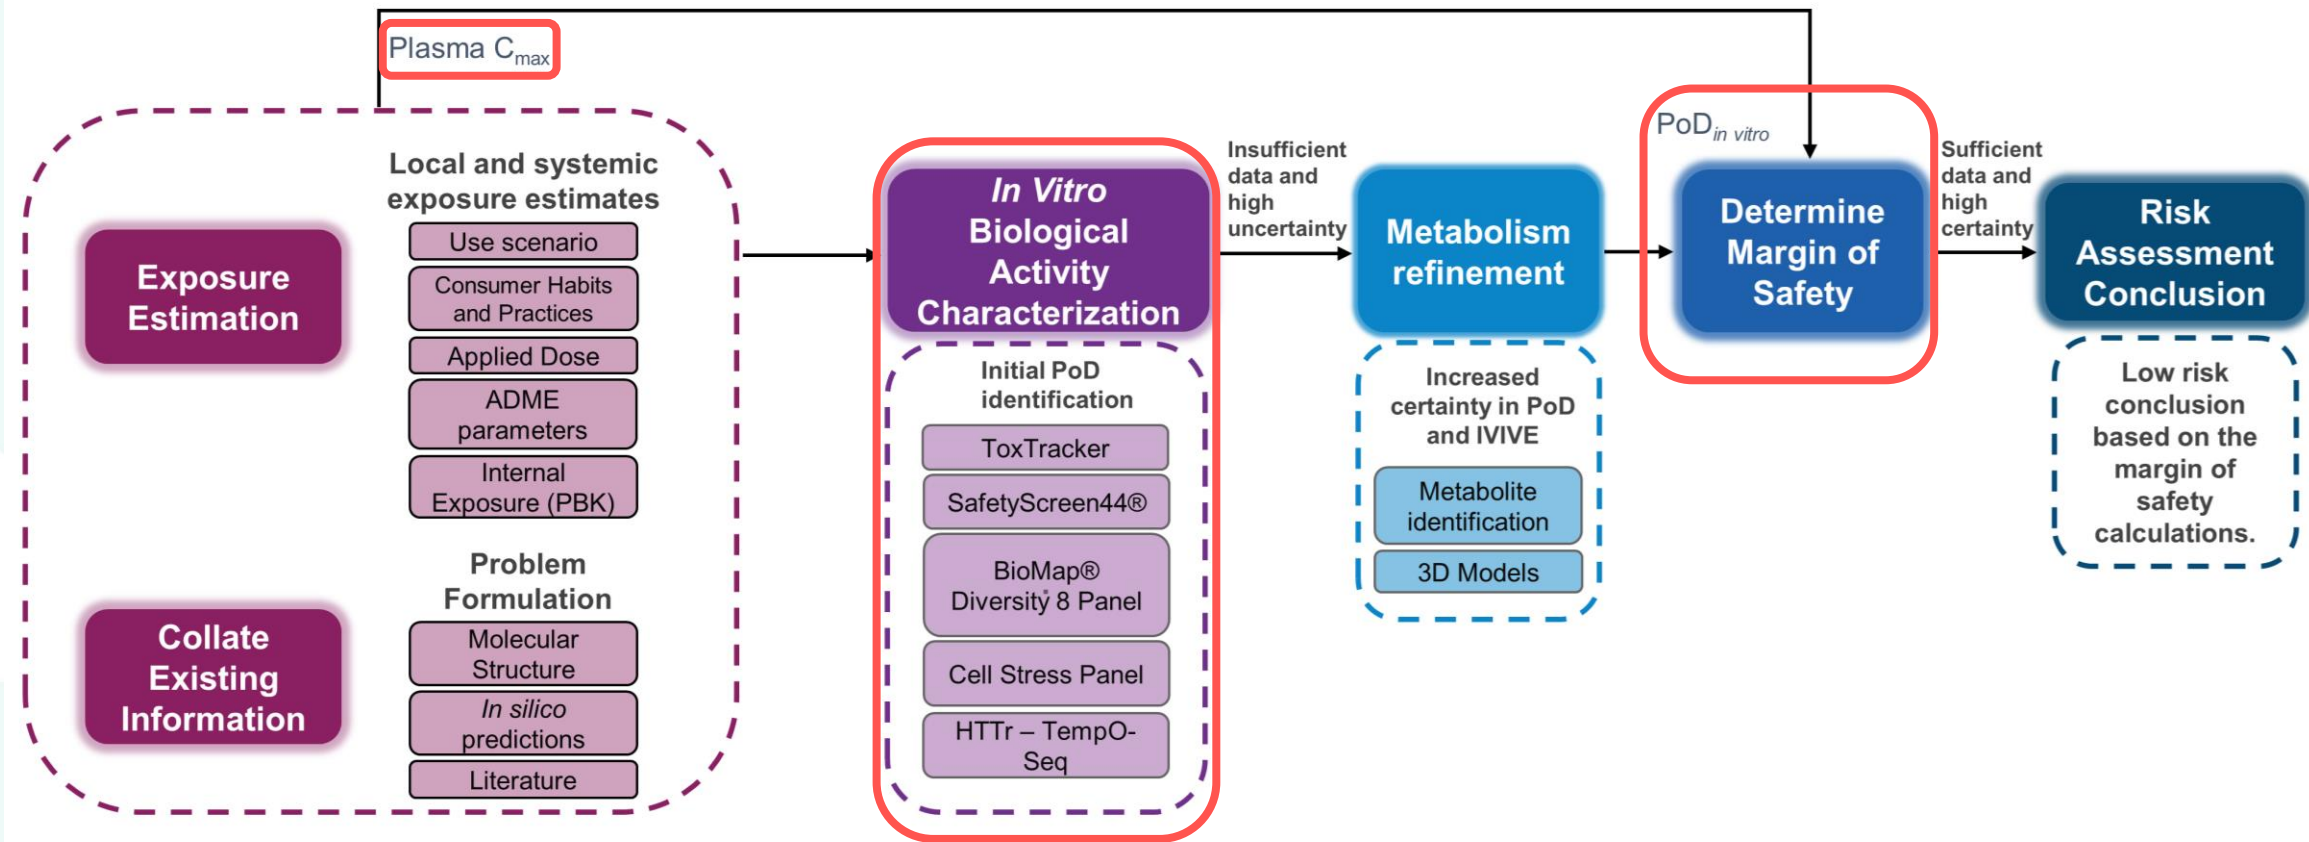 Plasma Cmax
Local and systemic
exposure estimates
Exposure
Estimation
Use scenario
Consumer Habits
and Practices
Applied Dose
ADME
parameters
Internal
Exposure (PBK)
Problem
Formulation
Collate
Existing
Information
Molecular
Structure
In silico
predictions
Literature
In Vitro
Biological
Activity
Characterization
Initial PoD
identification
ToxTracker
SafetyScreen44®
BioMap®
Diversity 8 Panel
Cell Stress Panel
HTTr – TempO-
Seq
Insufficient
data and
high
uncertainty
Metabolism
refinement
Increased
certainty in PoD
and IVIVE
Metabolite
identification
3D Models
PoDin vitro
Determine
Margin of
Safety
Sufficient
data and
high
certainty
Risk
Assessment
Conclusion
Low risk
conclusion
based on the
margin of
safety
calculations.